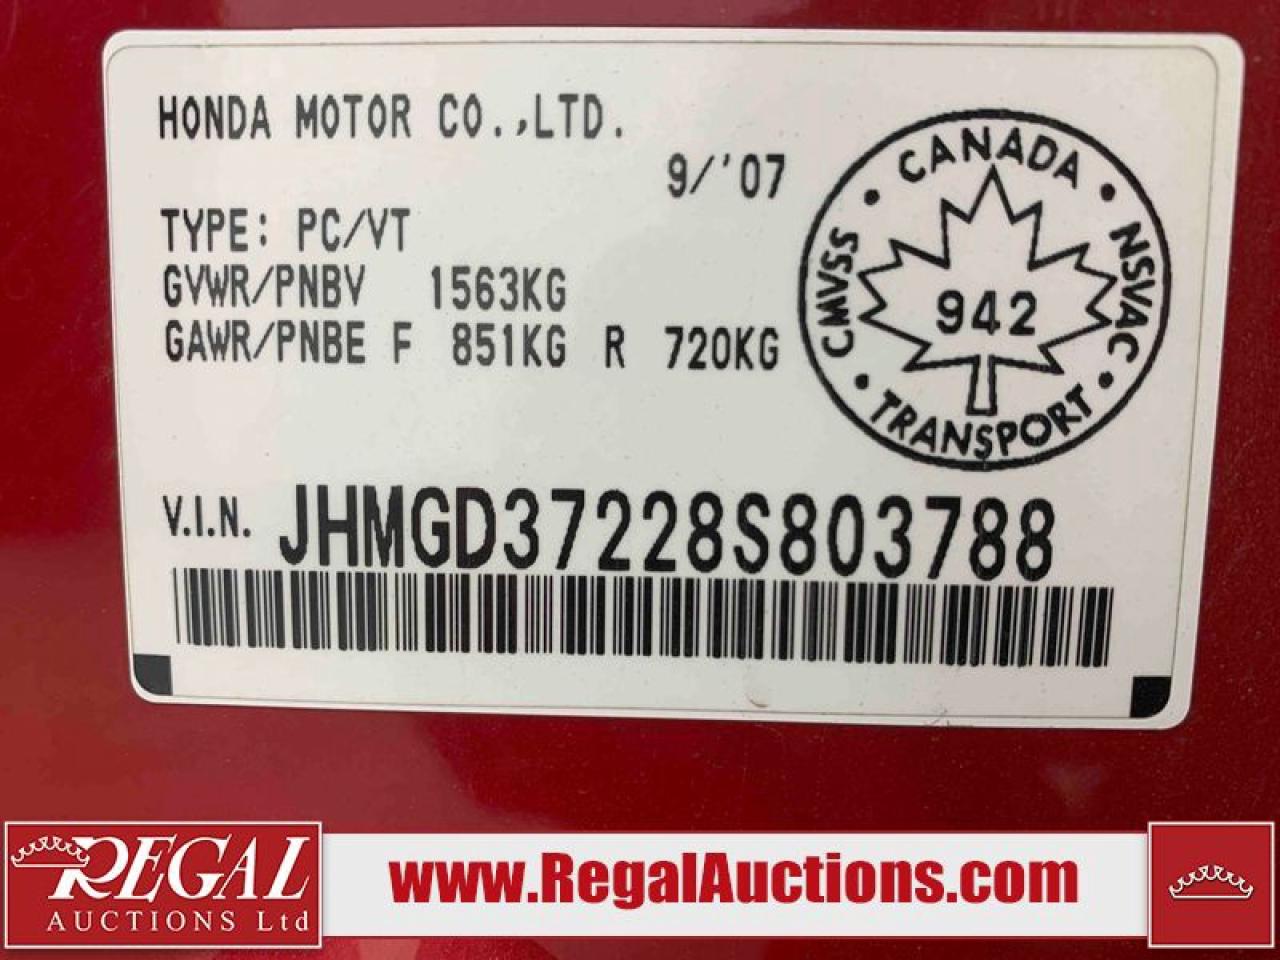 HONDA MOTOR CO.,LTD.
9/'07
TYPE: PC/VT
GVWR/PNBV 1563KG
GAWR/PNBE F 851KG R 720KG
CANADA
CMVSS
NSVAC
942
TRANSPORT
V.I.N. JHMGD37228S803788
REGAL
AUCTIONS Ltd
www.RegalAuctions.com